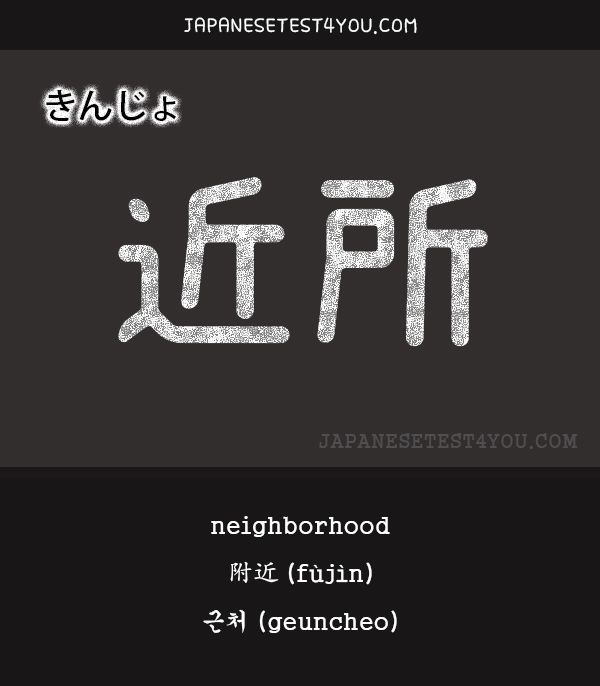 JAPANESETEST4YOU.COM
きんじょ
近所
JAPANESETEST4YOU.COM
neighborhood
附近 (fùjìn)
근처 (geuncheo)